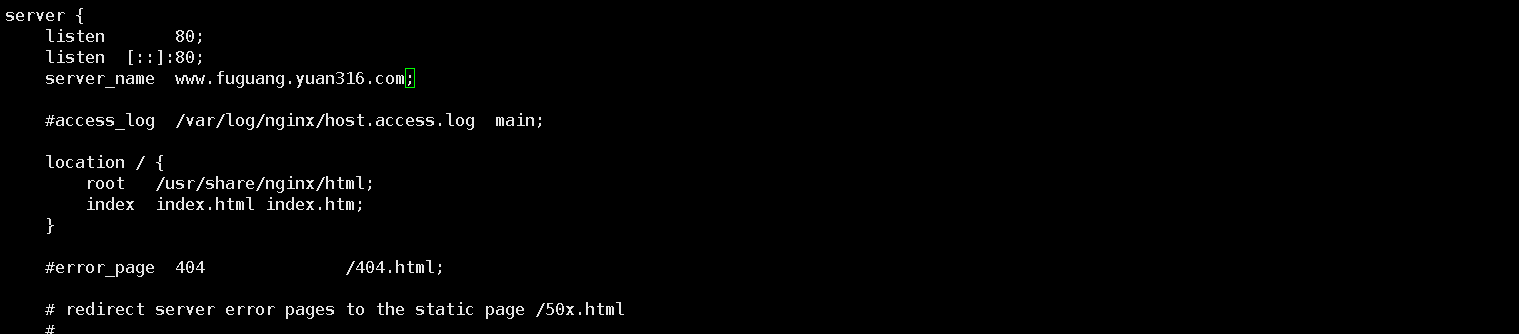 server {
    listen       80;
    listen  [::]:80;
    server_name  www.fuguang.yuan316.com;

    #access_log  /var/log/nginx/host.access.log  main;

    location / {
        root   /usr/share/nginx/html;
        index  index.html index.htm;
    }

    #error_page  404              /404.html;

    # redirect server error pages to the static page /50x.html
    #